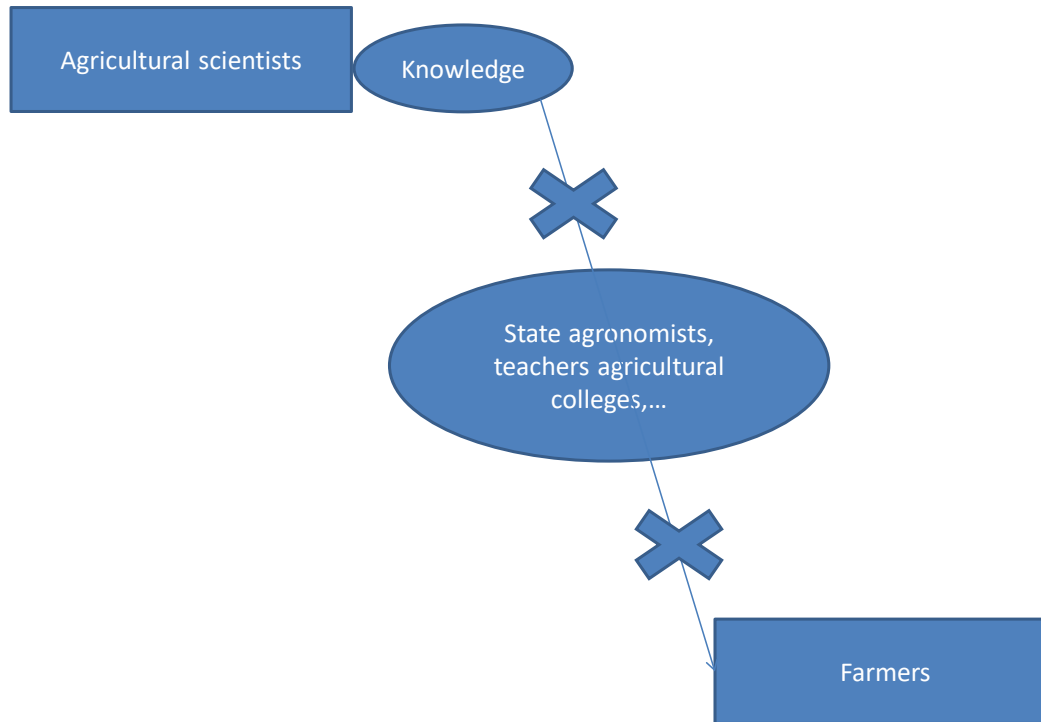 Agricultural scientists
Knowledge
State agronomists,
teachers agricultural
colleges,...
Farmers